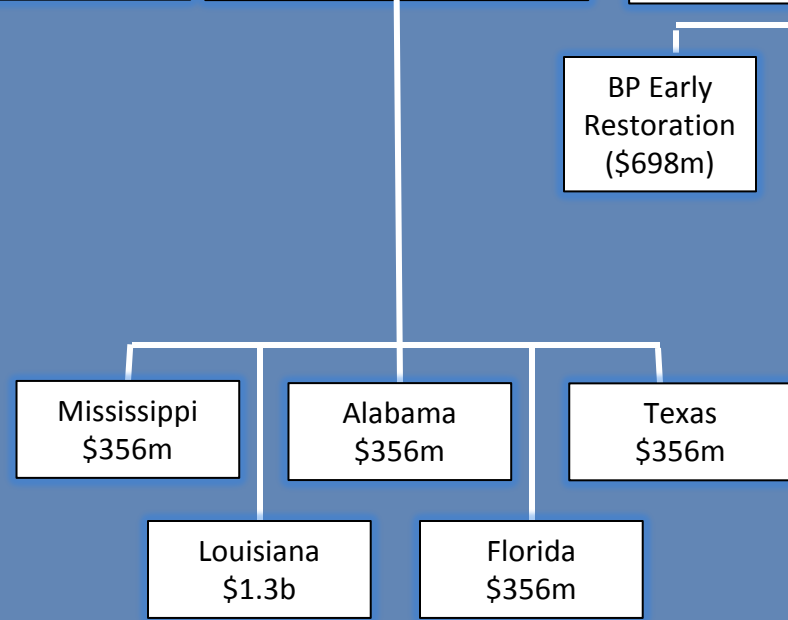 BP Early
Restoration
($698m)
Mississippi
$356m
Alabama
$356m
Texas
$356m
Louisiana
$1.3b
Florida
$356m